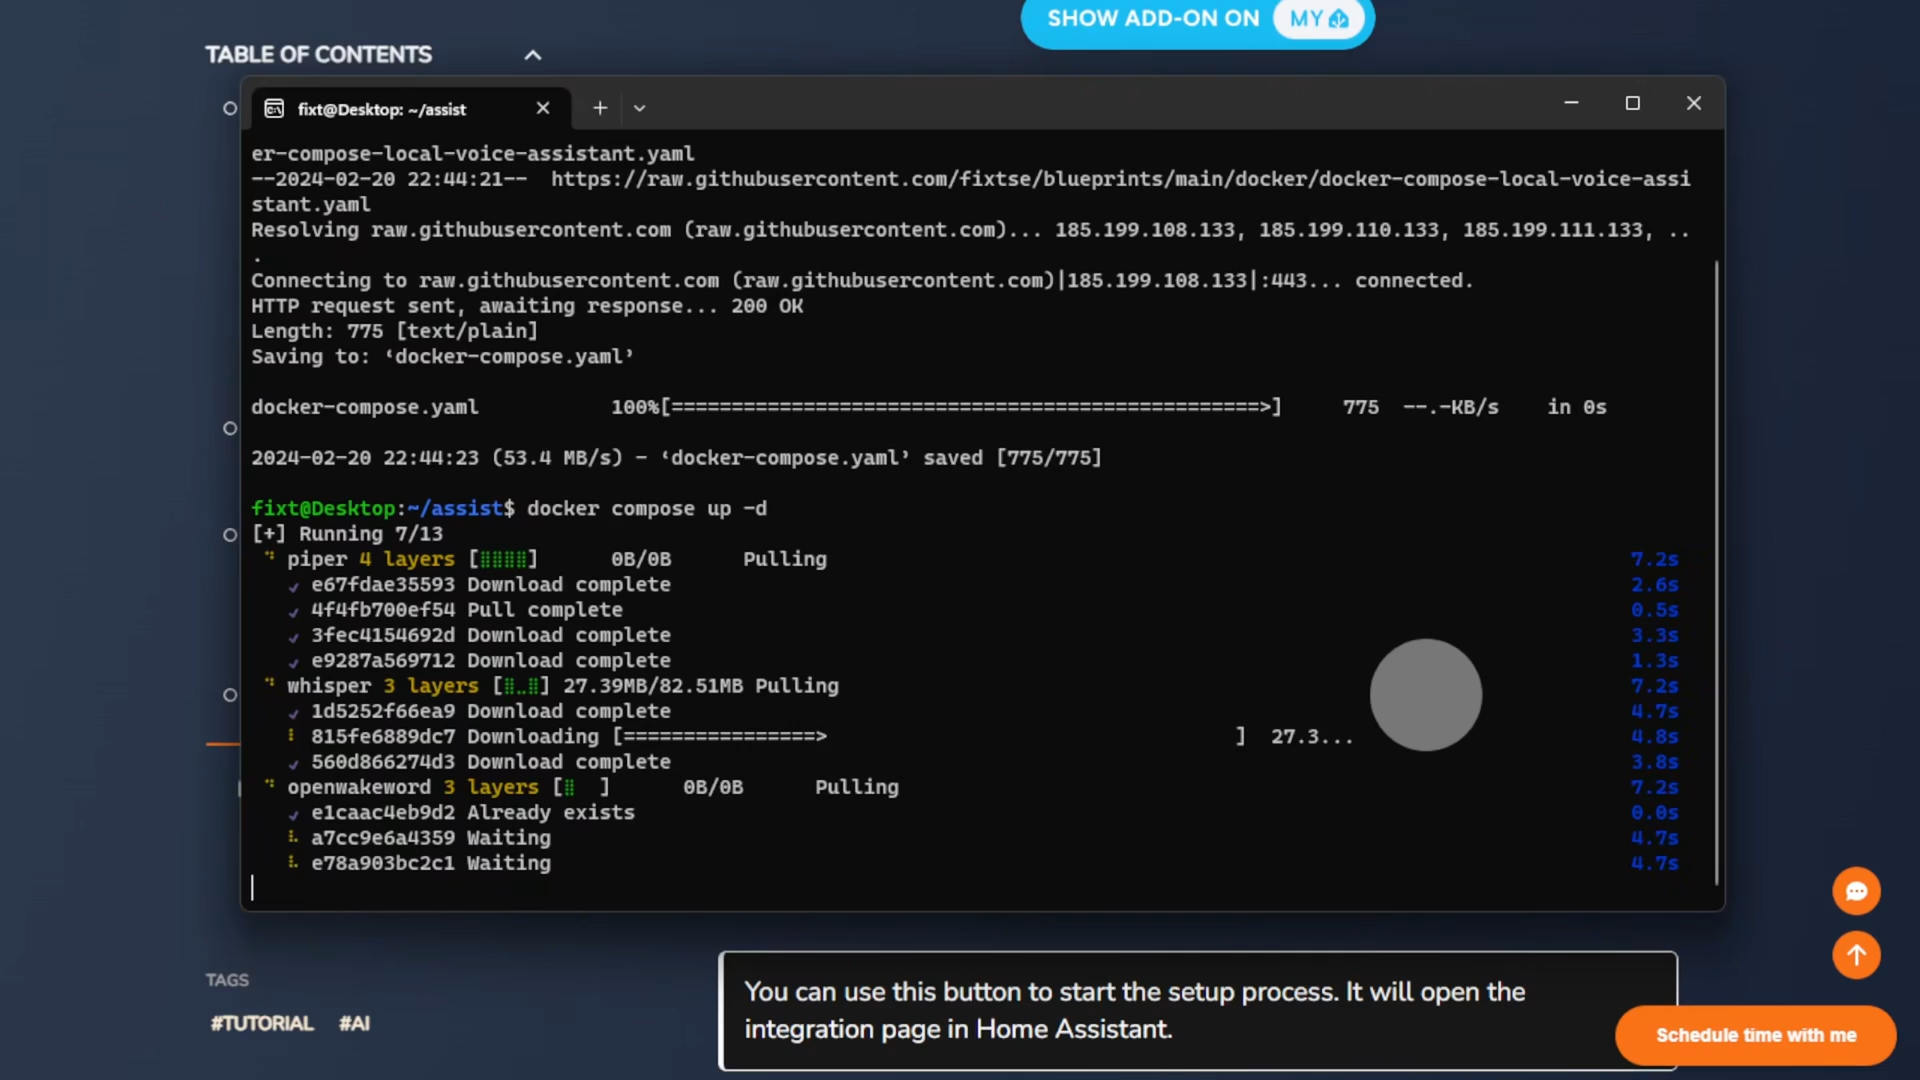 SHOW ADD-ON ON MY
TABLE OF CONTENTS
fixt@Desktop: ~/assist
er-compose-local-voice-assistant.yaml
--2024-02-20 22:44:21--  https://raw.githubusercontent.com/fixtse/blueprints/main/docker/docker-compose-local-voice-assi
stant.yaml
Resolving raw.githubusercontent.com (raw.githubusercontent.com)... 185.199.108.133, 185.199.110.133, 185.199.111.133, ..
.
Connecting to raw.githubusercontent.com (raw.githubusercontent.com)|185.199.108.133|:443... connected.
HTTP request sent, awaiting response... 200 OK
Length: 775 [text/plain]
Saving to: ‘docker-compose.yaml’
docker-compose.yaml 100%[=================================================>] 775 --.-KB/s in 0s
2024-02-20 22:44:23 (53.4 MB/s) - ‘docker-compose.yaml’ saved [775/775]
fixt@Desktop:~/assist$ docker compose up -d
[+] Running 7/13
piper 4 layers [⣿⣿⣿⣿] 0B/0B Pulling 7.2s
✓ e67fdae35593 Download complete 2.6s
✓ 4f4fb700ef54 Pull complete 0.5s
✓ 3fec4154692d Download complete 3.3s
✓ e9287a569712 Download complete 1.3s
whisper 3 layers [⣿⣀⣿] 27.39MB/82.51MB Pulling 7.2s
✓ 1d5252f66ea9 Download complete 4.7s
815fe6889dc7 Downloading [================> ] 27.3... 4.8s
✓ 560d866274d3 Download complete 3.8s
openwakeword 3 layers [⣿  ] 0B/0B Pulling 7.2s
✓ e1caac4eb9d2 Already exists 0.0s
a7cc9e6a4359 Waiting 4.7s
e78a903bc2c1 Waiting 4.7s
TAGS
#TUTORIAL #AI
You can use this button to start the setup process. It will open the
integration page in Home Assistant.
Schedule time with me